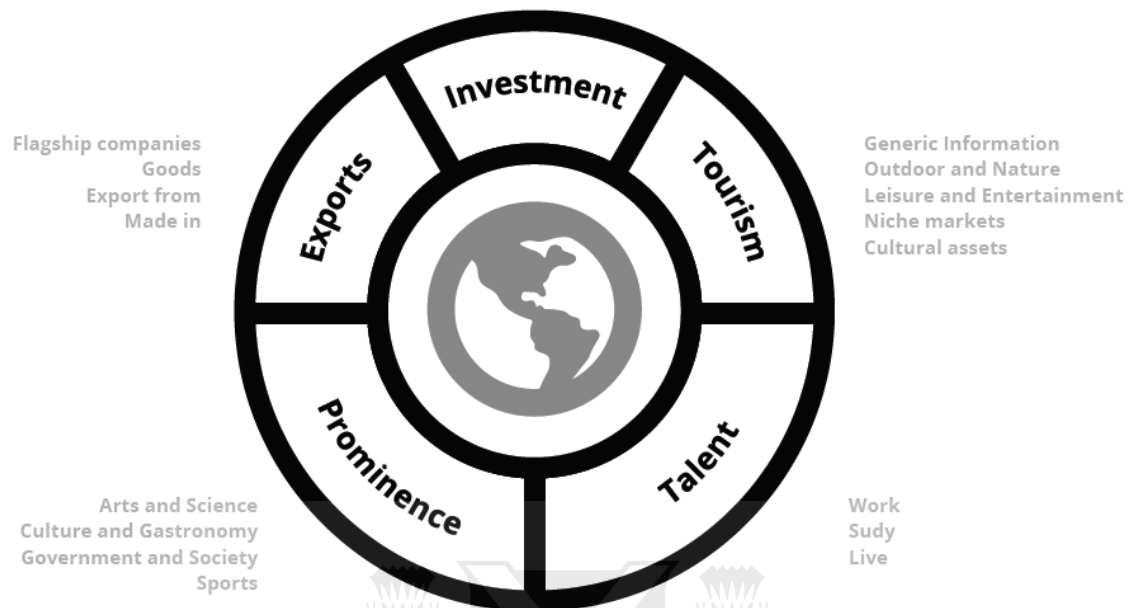 Investment
Exports
Tourism
Flagship companies
Goods
Export from
Made in
Generic Information
Outdoor and Nature
Leisure and Entertainment
Niche markets
Cultural assets
Prominence
Talent
Arts and Science
Culture and Gastronomy
Government and Society
Sports
Work
Sudy
Live